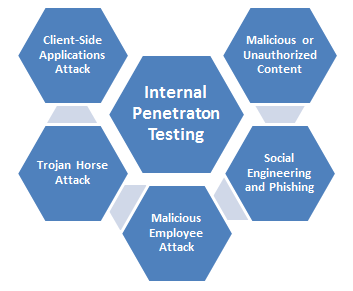 Client-Side
Applications
Attack
Malicious or
Unauthorized
Content
Internal
Penetraton
Testing
Trojan Horse
Attack
Social
Engineering
and Phishing
Malicious
Employee
Attack